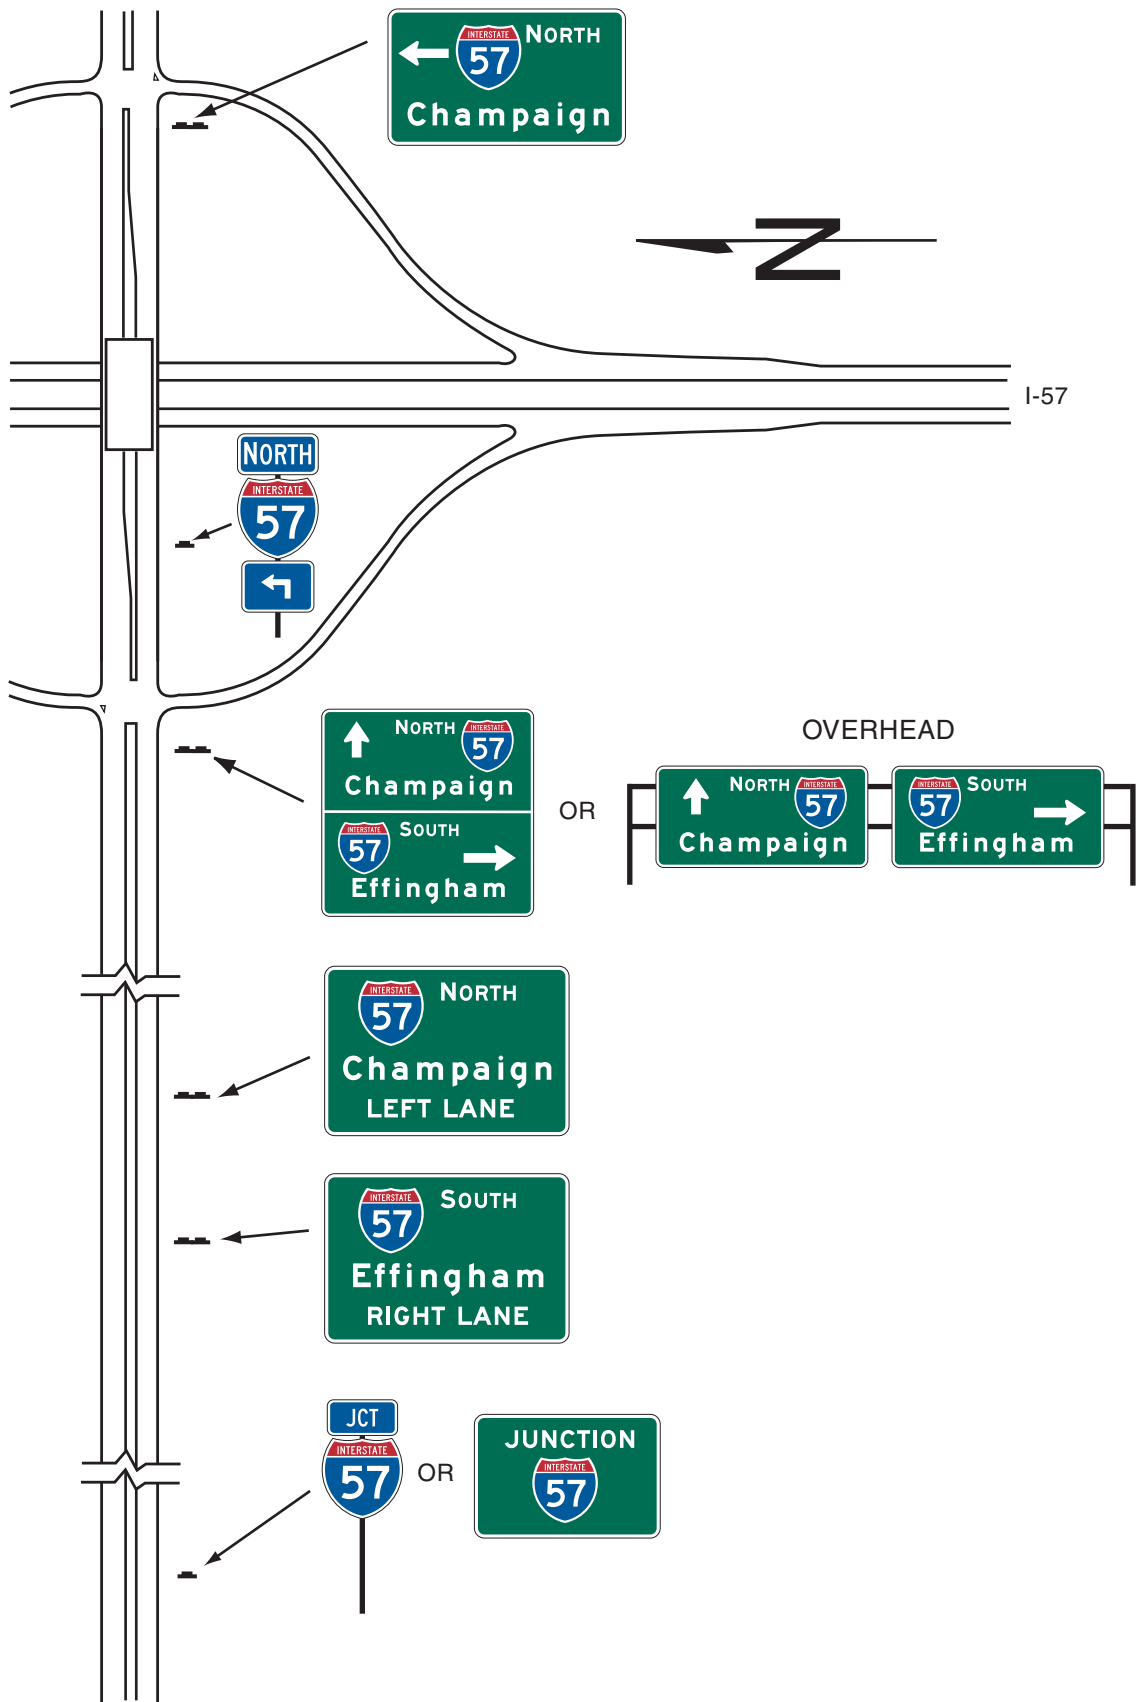 INTERSTATE
57
NORTH
Champaign
N
I-57
NORTH
INTERSTATE
57
NORTH
INTERSTATE
57
Champaign
INTERSTATE
57
SOUTH
Effingham
OR
OVERHEAD
NORTH
INTERSTATE
57
Champaign
INTERSTATE
57
SOUTH
Effingham
INTERSTATE
57
NORTH
Champaign
LEFT LANE
INTERSTATE
57
SOUTH
Effingham
RIGHT LANE
JCT
INTERSTATE
57
OR
JUNCTION
INTERSTATE
57